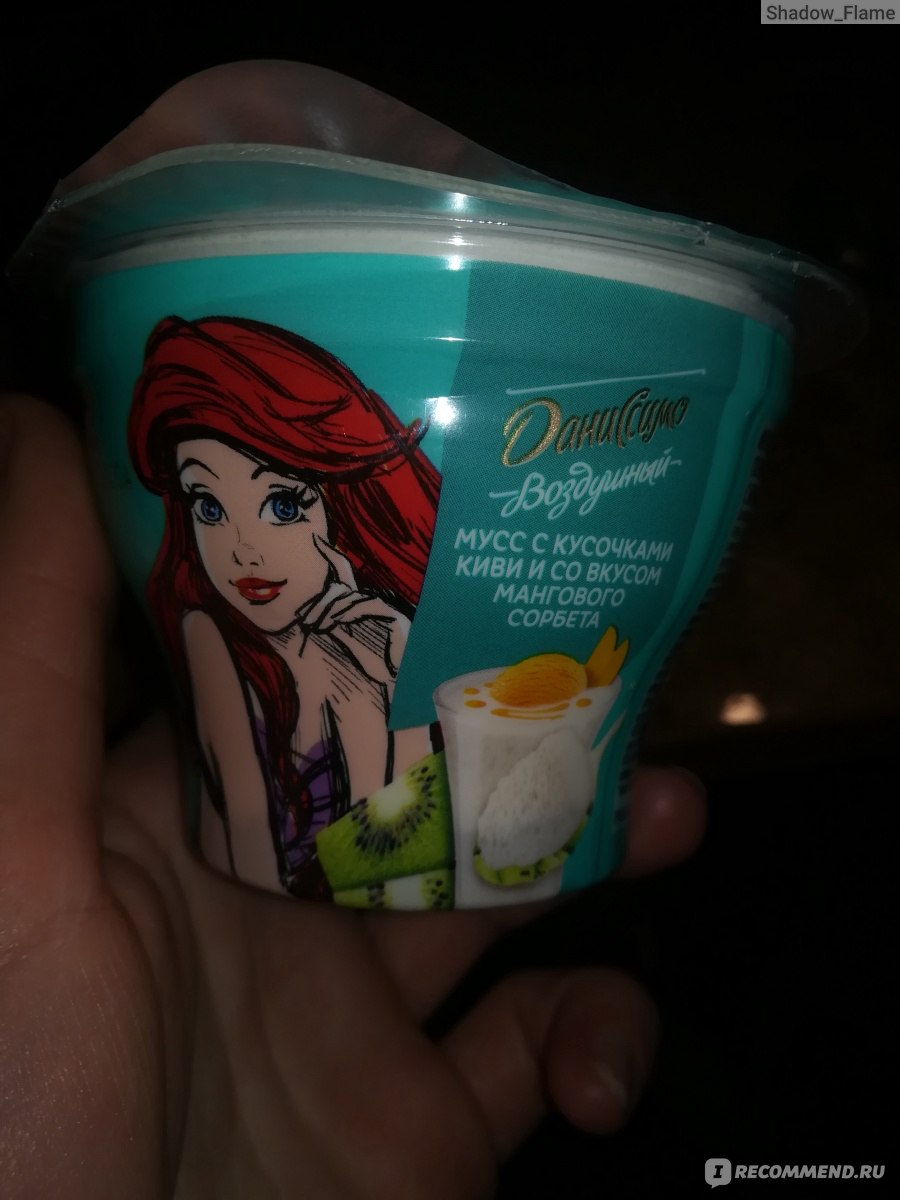 Shadow_Flame
Даниссимо
Воздушный
МУСС С КУСОЧКАМИ
КИВИ И СО ВКУСОМ
МАНГОВОГО
СОРБЕТА
I RECOMMEND.RU